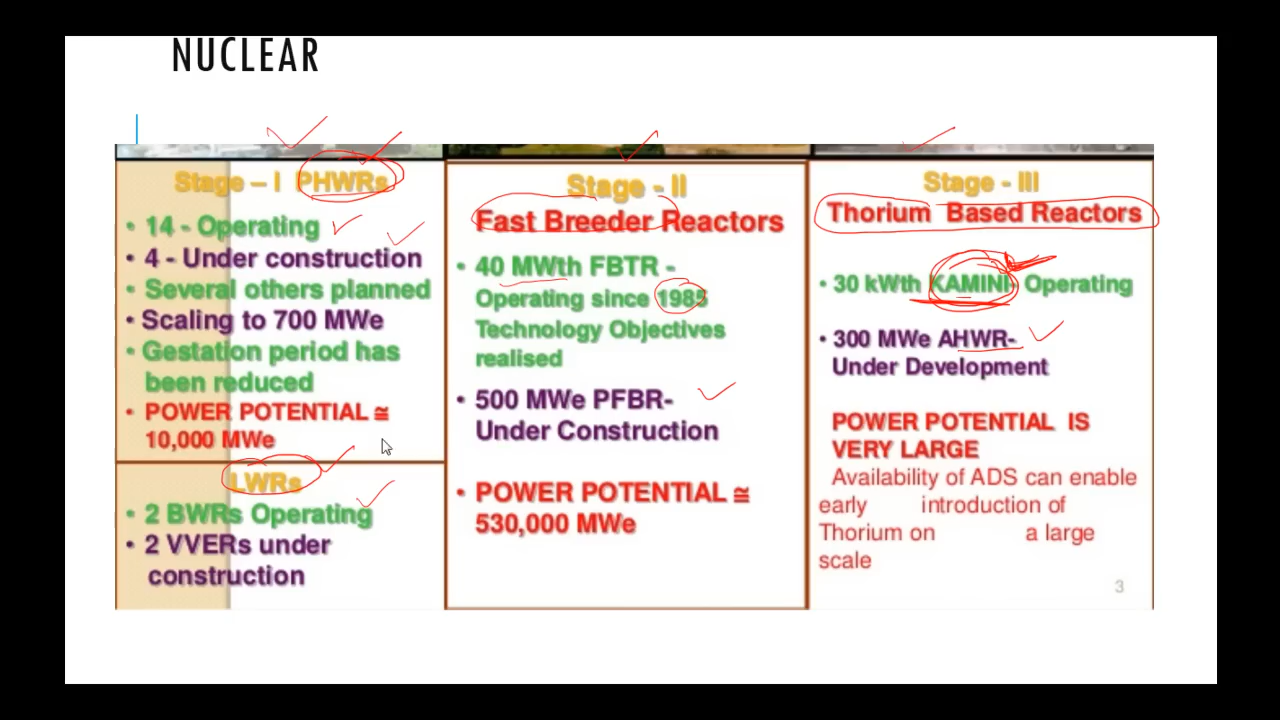 NUCLEAR
Stage – I PHWRs
• 14 - Operating
• 4 - Under construction
• Several others planned
• Scaling to 700 MWe
• Gestation period has
been reduced
• POWER POTENTIAL ≅
10,000 MWe
LWRs
• 2 BWRs Operating
• 2 VVERs under
construction
Stage - II
Fast Breeder Reactors
• 40 MWth FBTR -
Operating since 1985
Technology Objectives
realised
• 500 MWe PFBR-
Under Construction
• POWER POTENTIAL ≅
530,000 MWe
Stage - III
Thorium Based Reactors
• 30 kWth KAMINI- Operating
• 300 MWe AHWR-
Under Development
POWER POTENTIAL IS
VERY LARGE
Availability of ADS can enable
early introduction of
Thorium on a large
scale
3